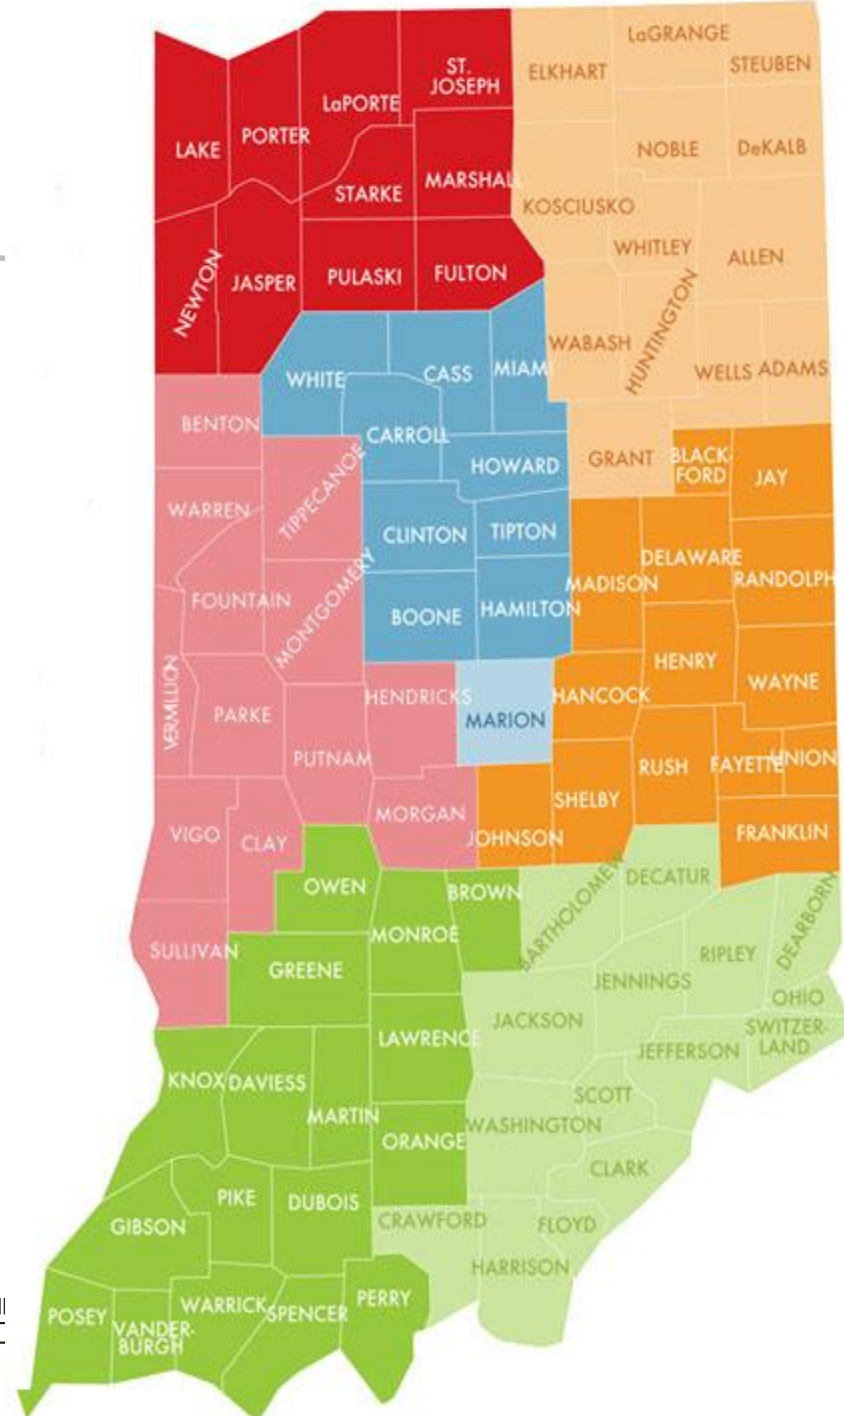 LaGRANGE
STEUBEN
ELKHART
ST.
JOSEPH
LaPORTE
PORTER
LAKE
NOBLE
DeKALB
STARKE
MARSHALL
KOSCIUSKO
WHITLEY
ALLEN
NEWTON
JASPER
PULASKI
FULTON
HUNTINGTON
WABASH
WHITE
CASS
MIAMI
WELLS
ADAMS
BENTON
CARROLL
HOWARD
GRANT
BLACK-
FORD
JAY
TIPPECANOE
WARREN
CLINTON
TIPTON
DELAWARE
MADISON
RANDOLPH
FOUNTAIN
MONTGOMERY
BOONE
HAMILTON
HENRY
WAYNE
VERMILLION
PARKE
HENDRICKS
MARION
HANCOCK
PUTNAM
RUSH
FAYETTE
UNION
SHELBY
MORGAN
JOHNSON
FRANKLIN
VIGO
CLAY
OWEN
BROWN
BARTHOLOMEW
DECATUR
DEARBORN
SULLIVAN
MONROE
GREENE
RIPLEY
JENNINGS
OHIO
JACKSON
SWITZER-
LAND
LAWRENCE
JEFFERSON
KNOX
DAVIESS
SCOTT
MARTIN
WASHINGTON
ORANGE
CLARK
PIKE
DUBOIS
CRAWFORD
FLOYD
GIBSON
HARRISON
PERRY
WARRICK
SPENCER
POSEY
VANDER-
BURGH